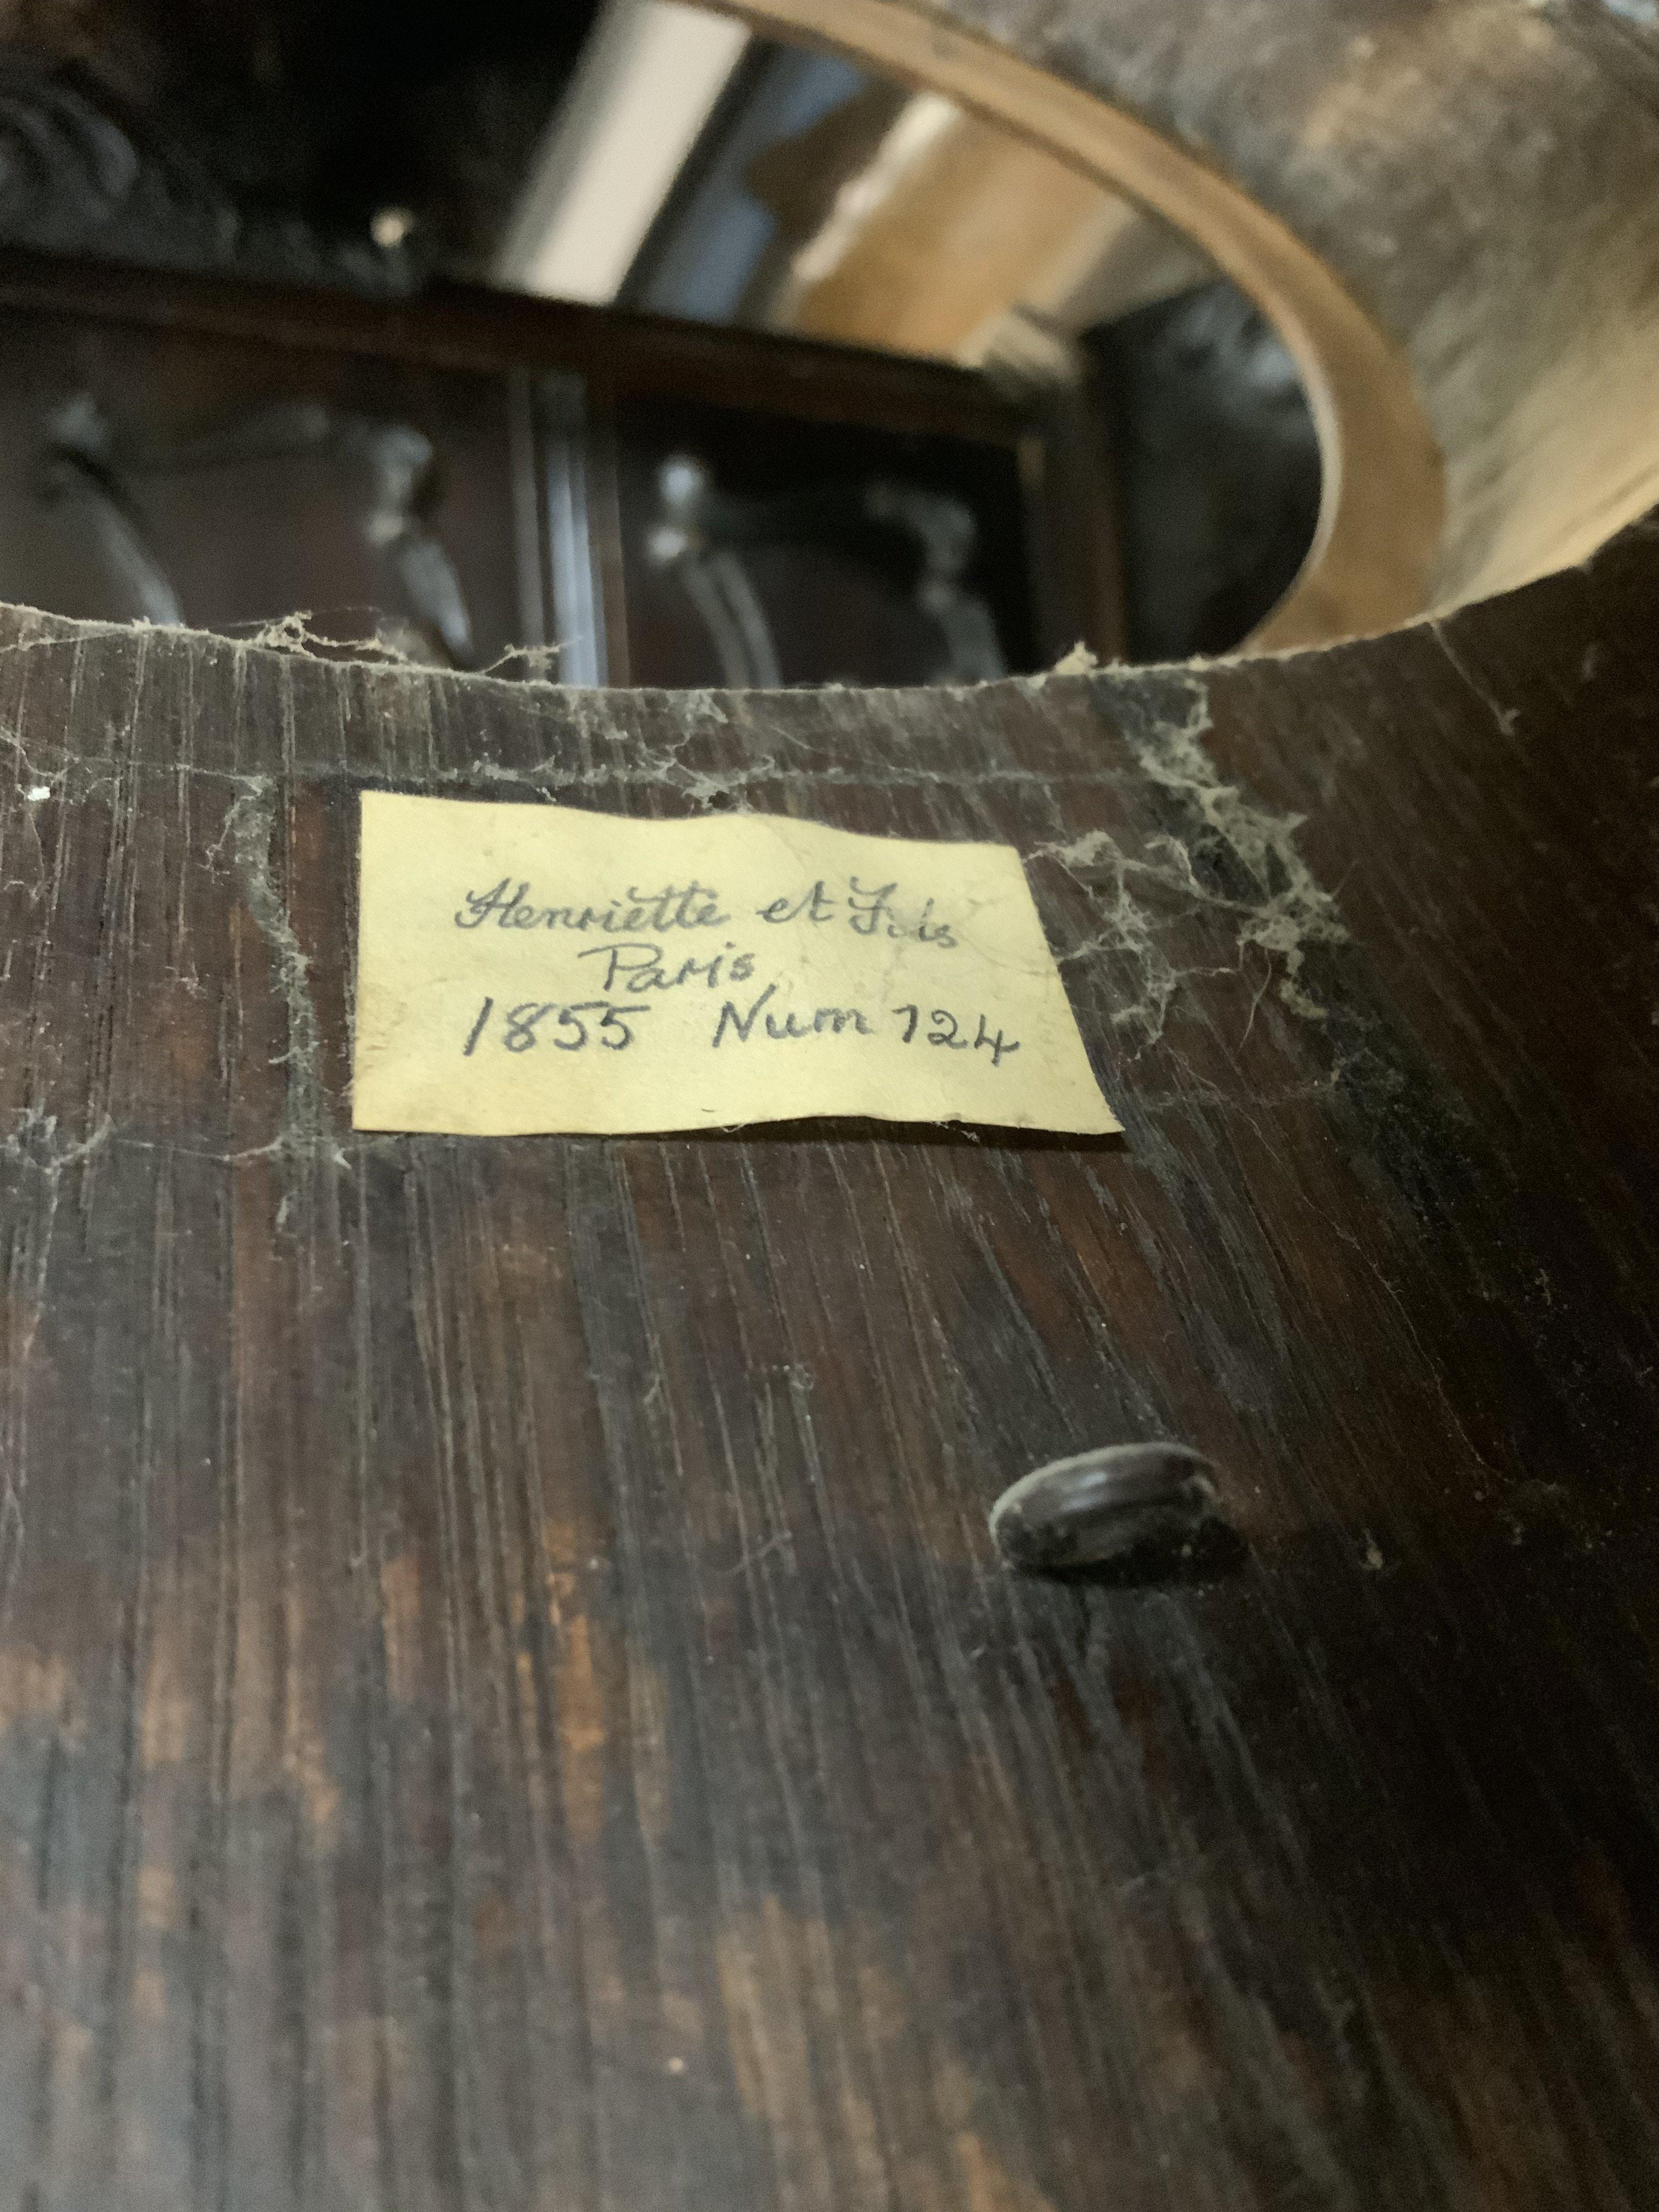 Henriette et Fils
Paris
1855 Num 124